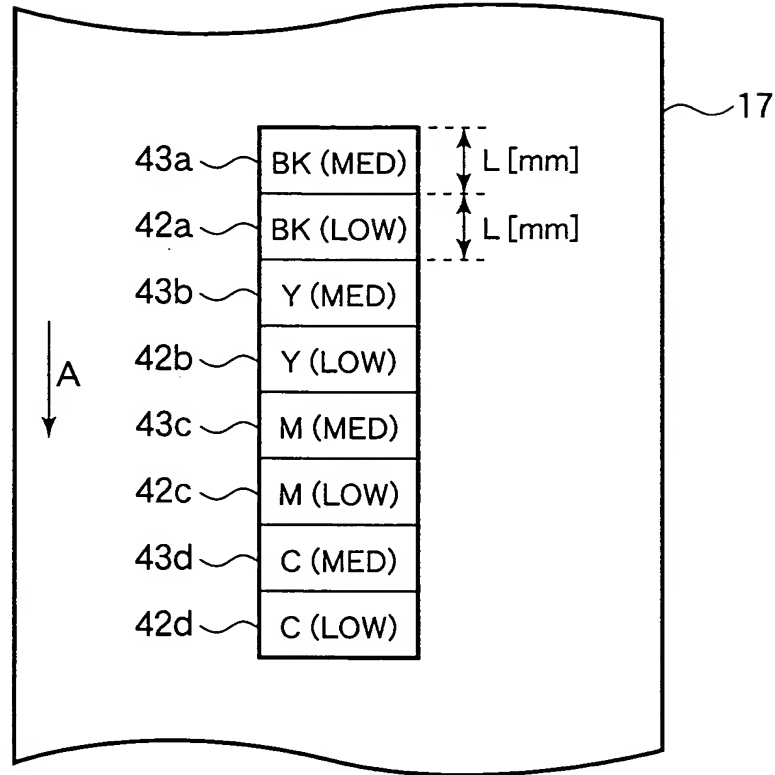 17
43a BK (MED) L [mm]
42a BK (LOW) L [mm]
43b Y (MED)
42b Y (LOW)
A
43c M (MED)
42c M (LOW)
43d C (MED)
42d C (LOW)